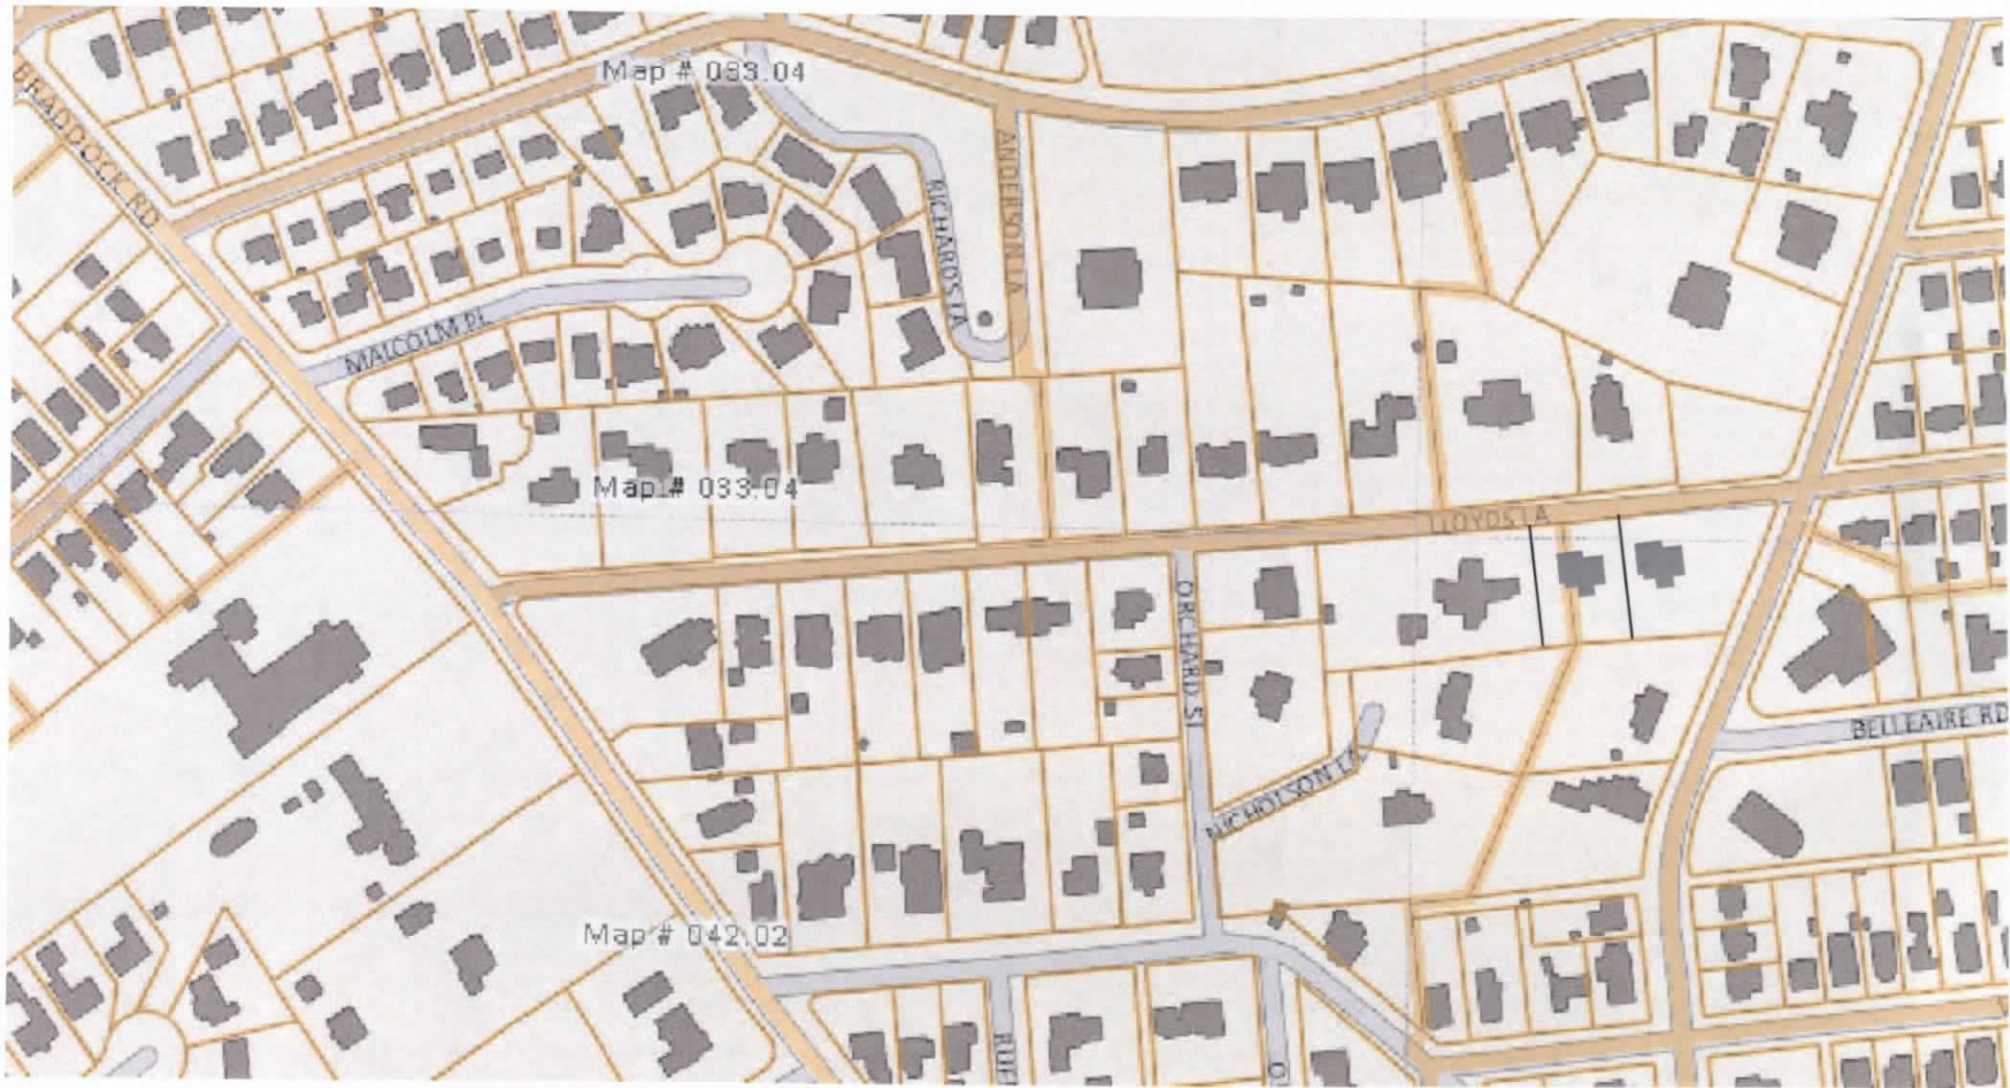 Map # 033.04
BRADDOCK RD
ANDERSON LA
RICHARDS LA
MALCOLM PL
Map # 033.04
LLOYDS LA
ORCHARD ST
BELLEAIRE RD
NICHOLSON LA
Map # 042.02